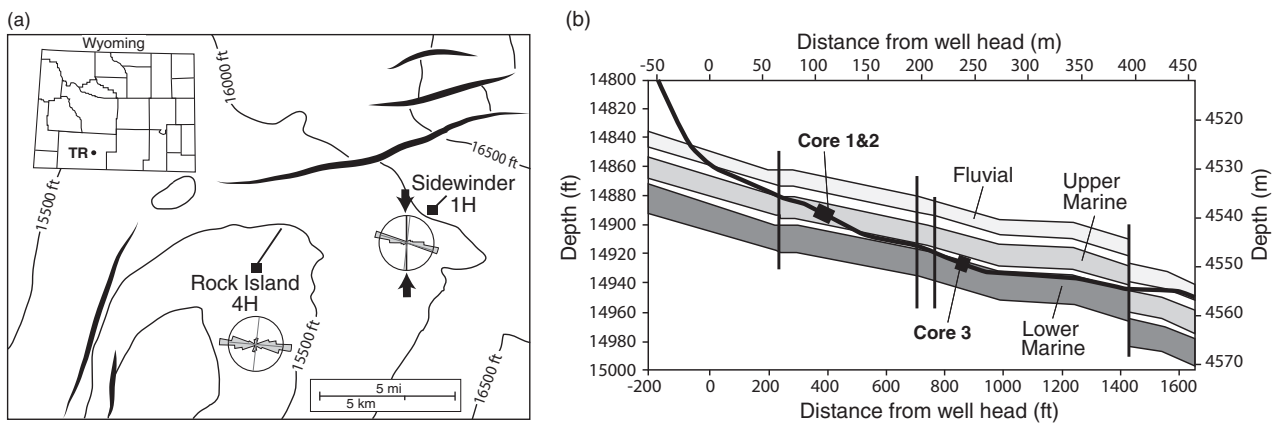 (a)
Wyoming
TR
16000 ft
16500 ft
15500 ft
Sidewinder
1H
Rock Island
4H
15500 ft
16500 ft
5 mi
5 km
(b)
Distance from well head (m)
-50 0 50 100 150 200 250 300 350 400 450
14800
14820
14840
14860
14880
14900
14920
14940
14960
14980
15000
Depth (ft)
Core 1&2
Fluvial
Upper
Marine
Core 3
Lower
Marine
4520
4530
4540
4550
4560
4570
Depth (m)
-200 0 200 400 600 800 1000 1200 1400 1600
Distance from well head (ft)